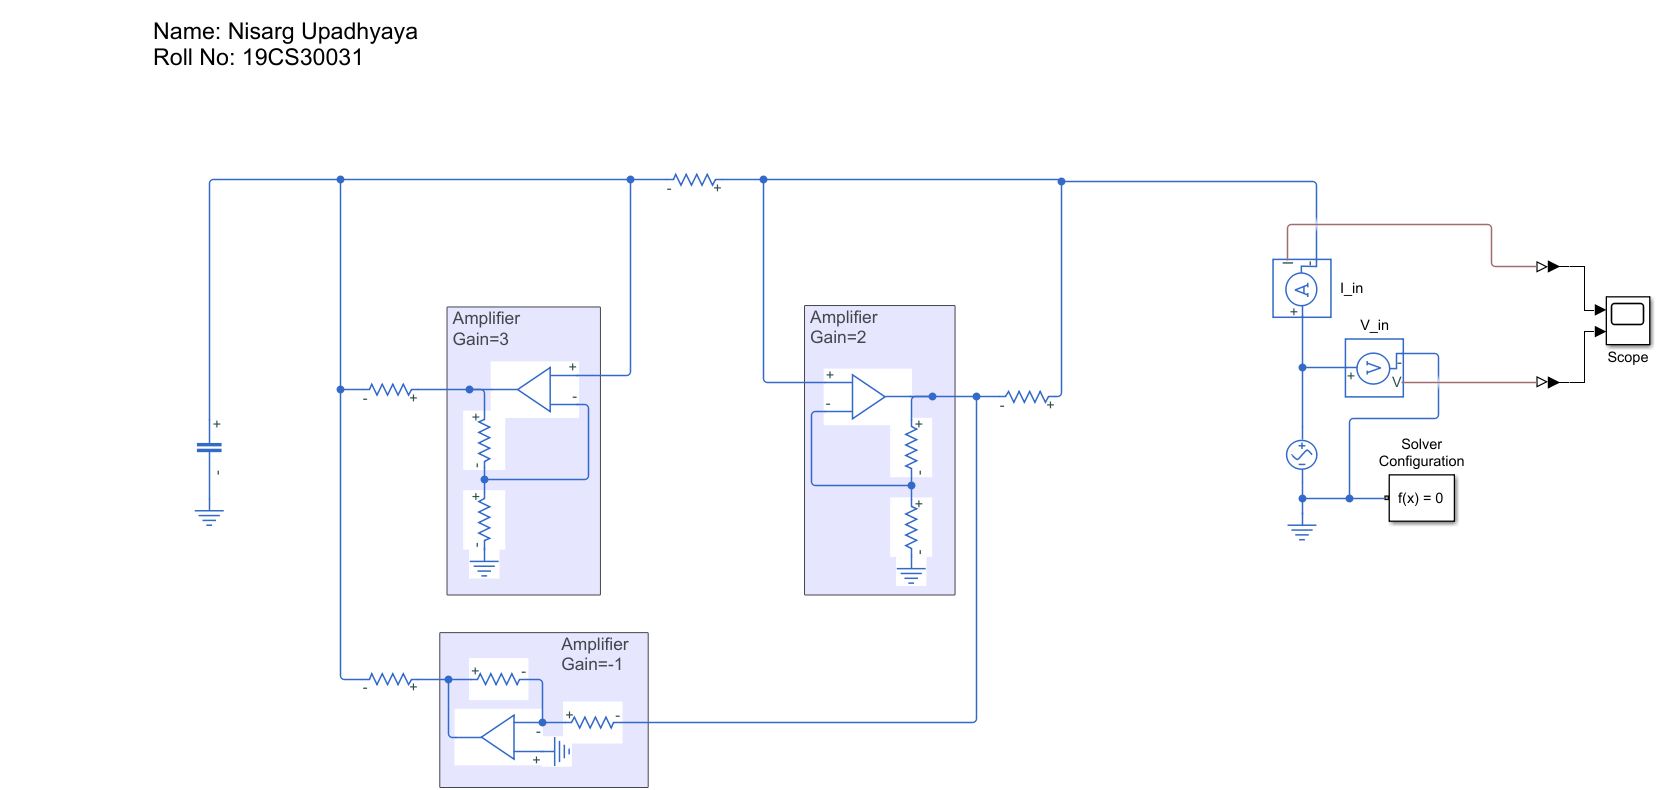 Name: Nisarg Upadhyaya
Roll No: 19CS30031
Amplifier
Gain=3
Amplifier
Gain=2
I_in
A
V_in
V
V
Scope
Solver
Configuration
f(x) = 0
Amplifier
Gain=-1